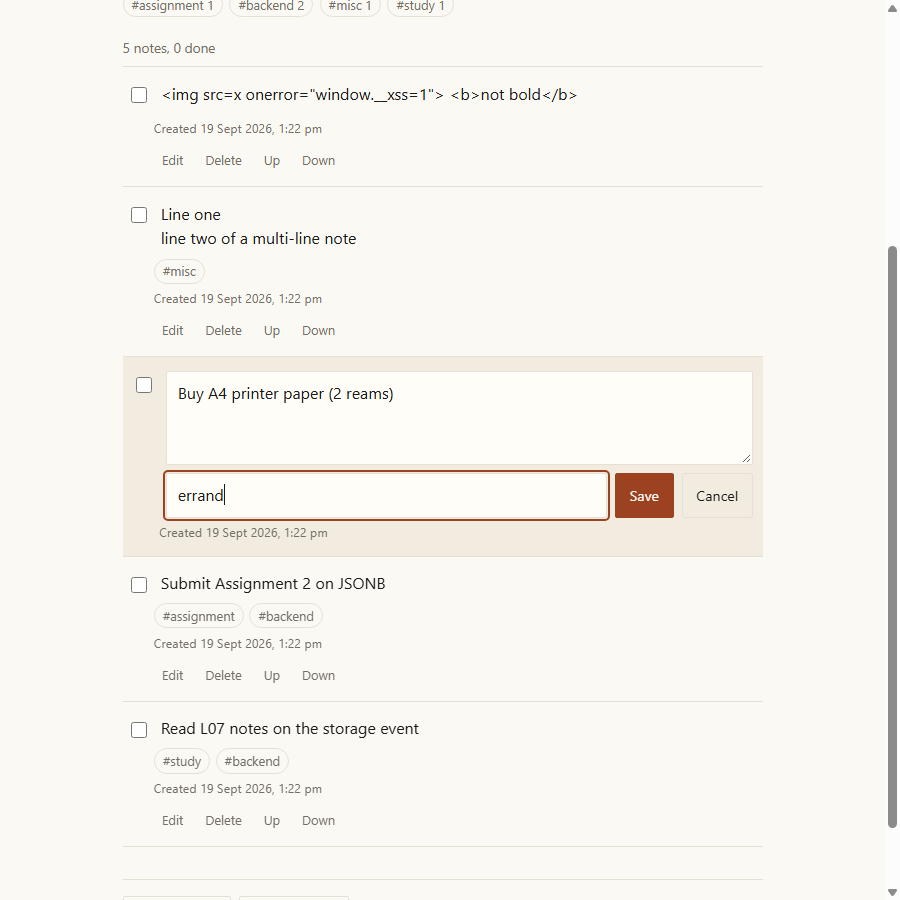 #assignment 1 #backend 2 #misc 1 #study 1
5 notes, 0 done
<img src=x onerror="window.__xss=1"> <b>not bold</b>
Created 19 Sept 2026, 1:22 pm
Edit Delete Up Down
Line one
line two of a multi-line note
#misc
Created 19 Sept 2026, 1:22 pm
Edit Delete Up Down
Buy A4 printer paper (2 reams)
errand Save Cancel
Created 19 Sept 2026, 1:22 pm
Submit Assignment 2 on JSONB
#assignment #backend
Created 19 Sept 2026, 1:22 pm
Edit Delete Up Down
Read L07 notes on the storage event
#study #backend
Created 19 Sept 2026, 1:22 pm
Edit Delete Up Down